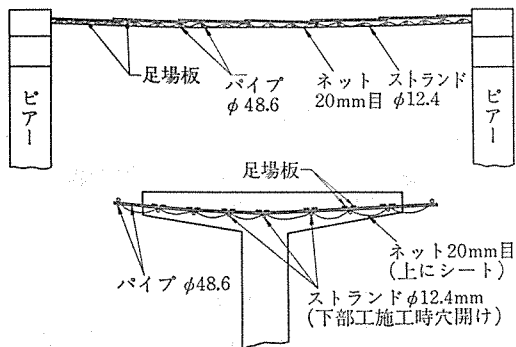 足場板
パイプ
φ48.6
ネット
20mm目
ストランド
φ12.4
ピアー
ピアー
足場板
パイプφ48.6
ネット20mm目
(上にシート)
ストランドφ12.4mm
(下部工施工時穴開け)